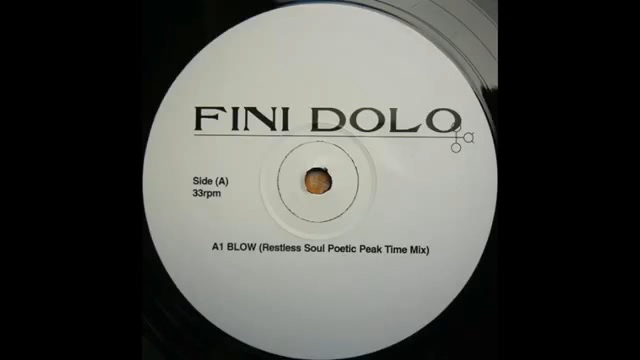 FINI DOLO
Side (A)
33rpm
A1 BLOW (Restless Soul Poetic Peak Time Mix)